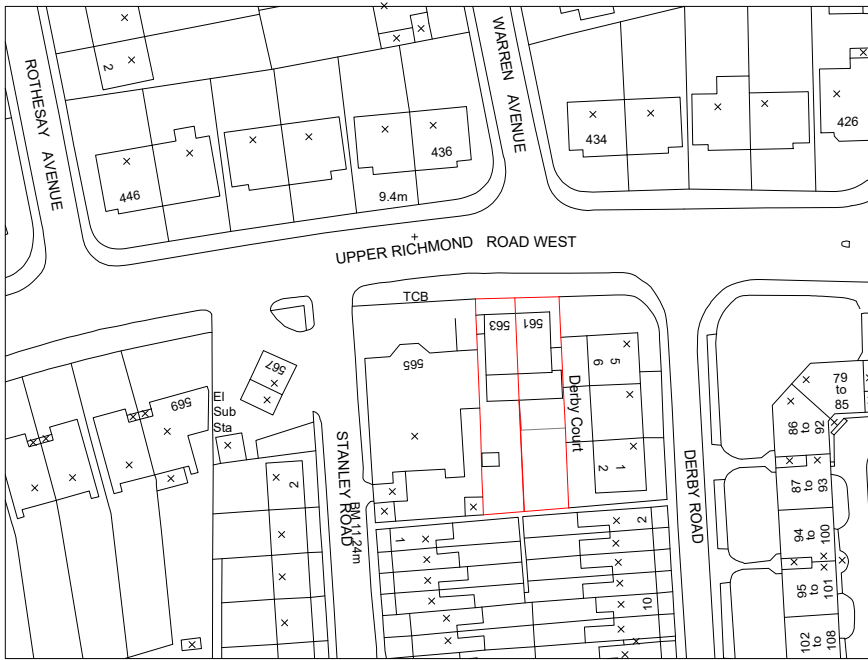 2
ROTHESAY AVENUE
WARREN AVENUE
446
436
9.4m
434
426
UPPER RICHMOND ROAD WEST
TCB
563
561
565
567
569
El
Sub
Sta
5
6
Derby Court
1
2
79
to
85
86
to
92
87
to
93
94
to
100
95
to
101
102
to
108
STANLEY ROAD
BM 11.24m
DERBY ROAD
2
1
2
10